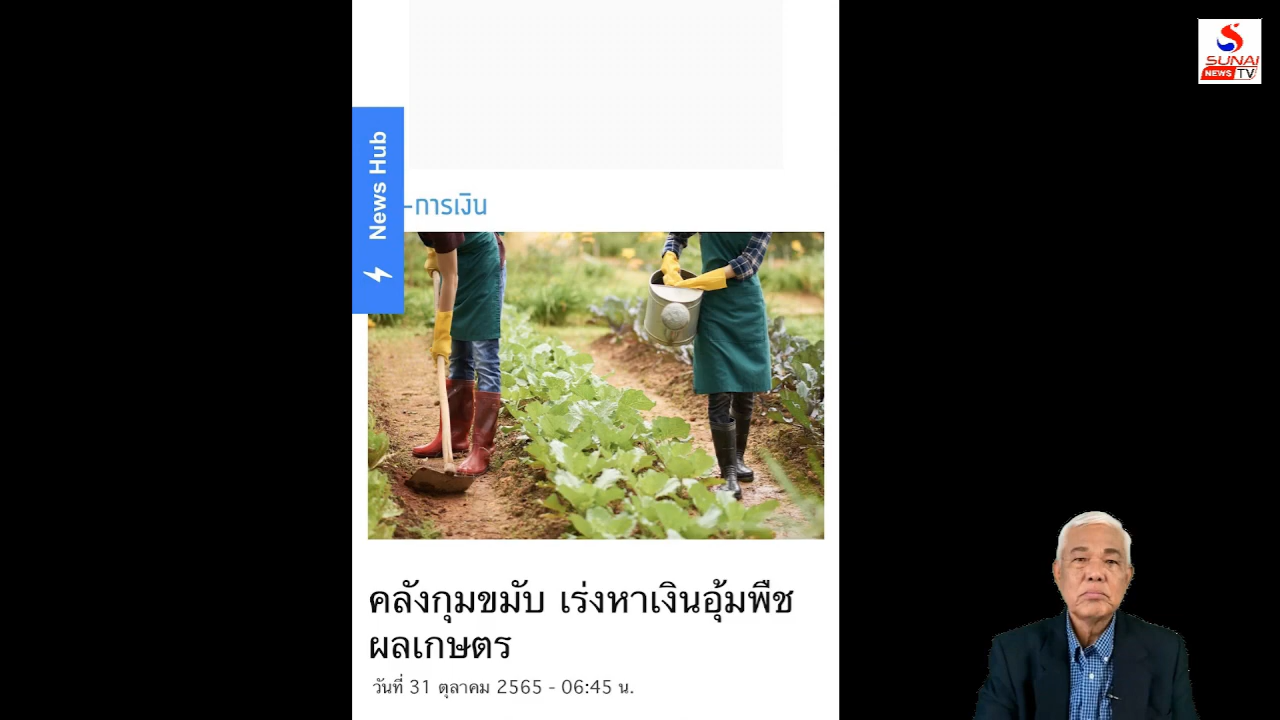 SUNAI
NEWS TV
News Hub
-การเงิน
คลังกุมขมับ เร่งหาเงินอุ้มพืช
ผลเกษตร
วันที่ 31 ตุลาคม 2565 - 06:45 น.